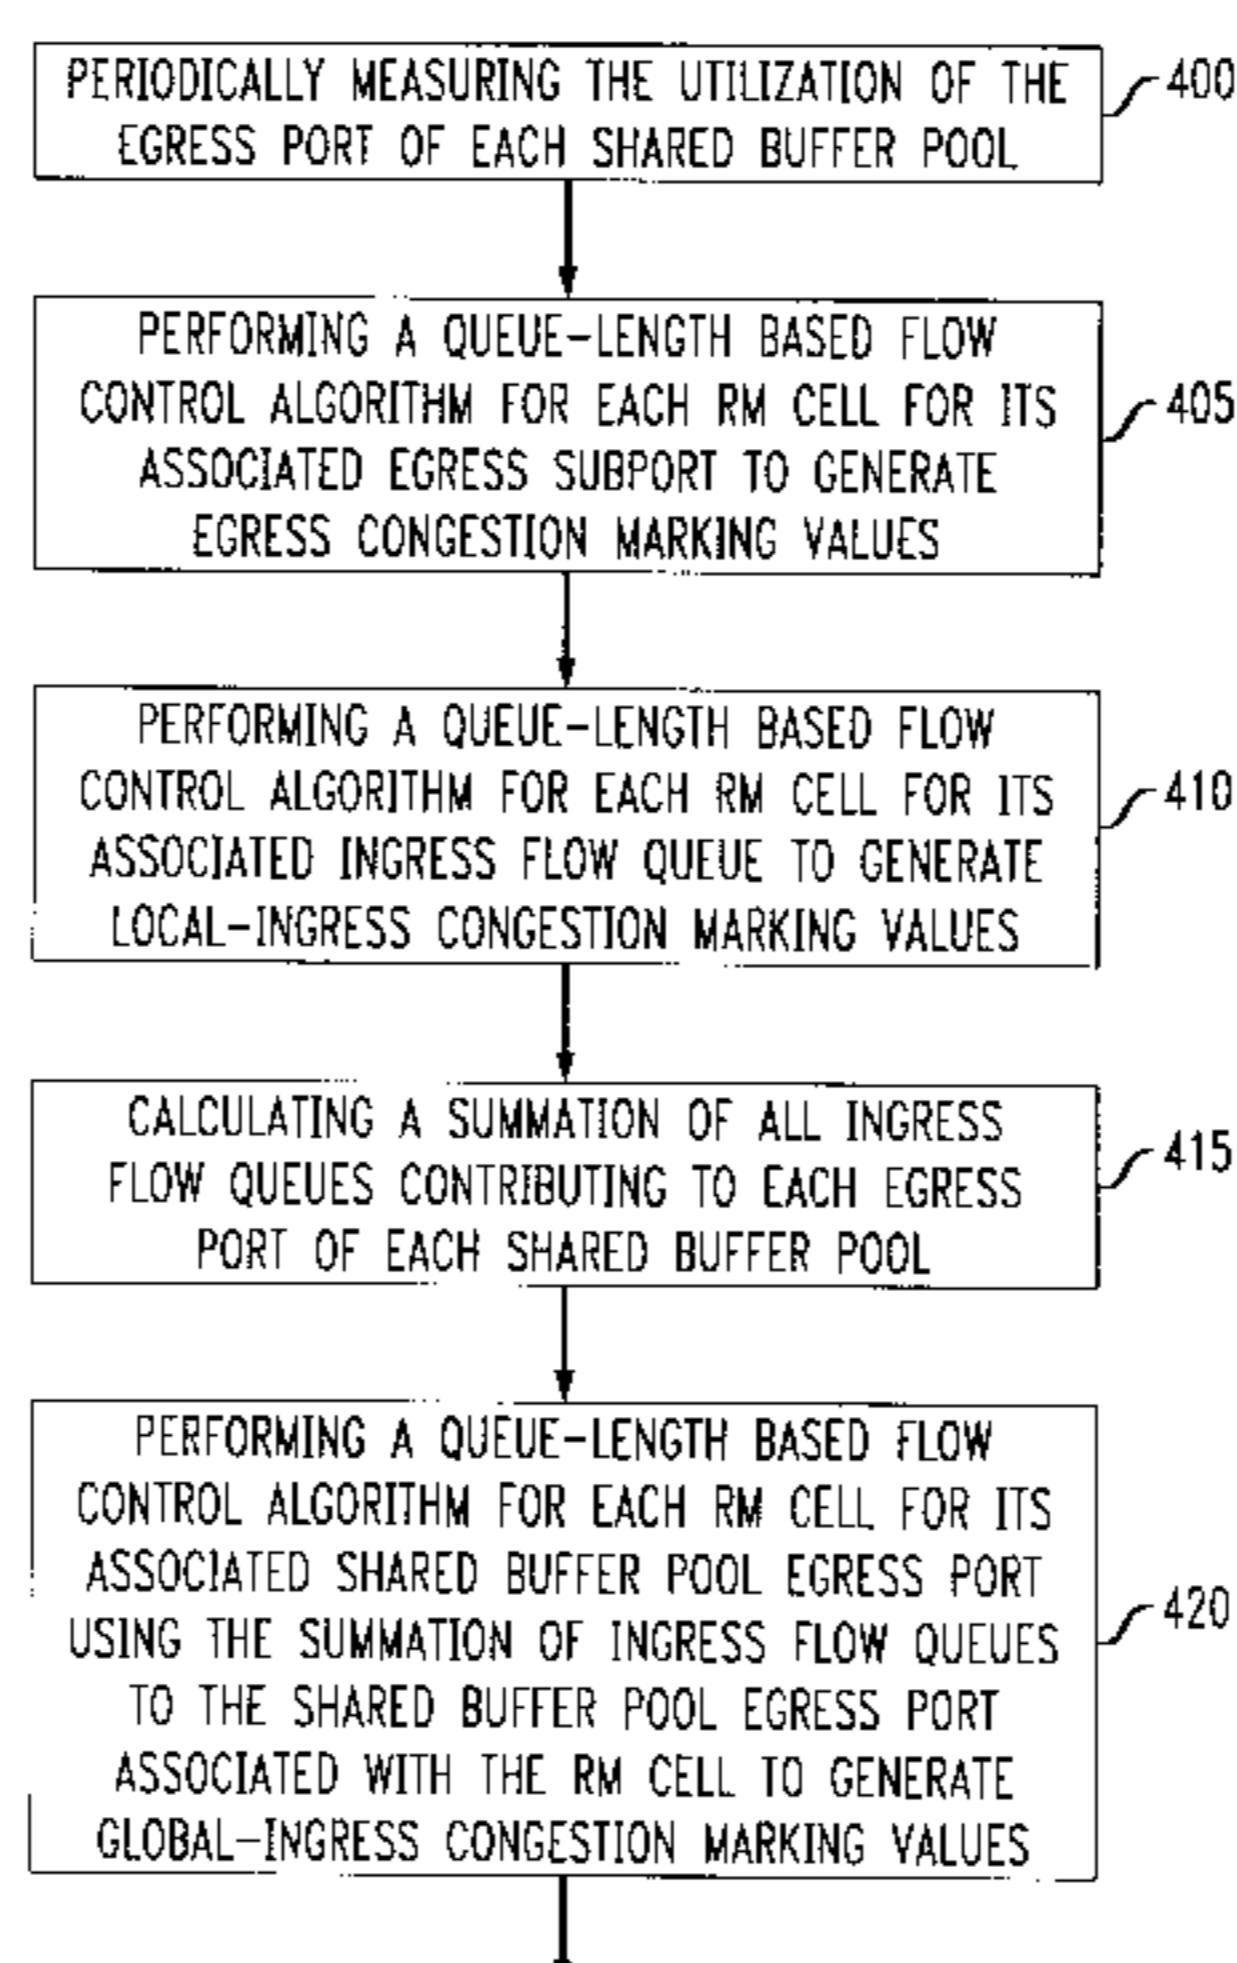 PERIODICALLY MEASURING THE UTILIZATION OF THE
EGRESS PORT OF EACH SHARED BUFFER POOL
400
PERFORMING A QUEUE-LENGTH BASED FLOW
CONTROL ALGORITHM FOR EACH RM CELL FOR ITS
ASSOCIATED EGRESS SUBPORT TO GENERATE
EGRESS CONGESTION MARKING VALUES
405
PERFORMING A QUEUE-LENGTH BASED FLOW
CONTROL ALGORITHM FOR EACH RM CELL FOR ITS
ASSOCIATED INGRESS FLOW QUEUE TO GENERATE
LOCAL-INGRESS CONGESTION MARKING VALUES
410
CALCULATING A SUMMATION OF ALL INGRESS
FLOW QUEUES CONTRIBUTING TO EACH EGRESS
PORT OF EACH SHARED BUFFER POOL
415
PERFORMING A QUEUE-LENGTH BASED FLOW
CONTROL ALGORITHM FOR EACH RM CELL FOR ITS
ASSOCIATED SHARED BUFFER POOL EGRESS PORT
USING THE SUMMATION OF INGRESS FLOW QUEUES
TO THE SHARED BUFFER POOL EGRESS PORT
ASSOCIATED WITH THE RM CELL TO GENERATE
GLOBAL-INGRESS CONGESTION MARKING VALUES
420